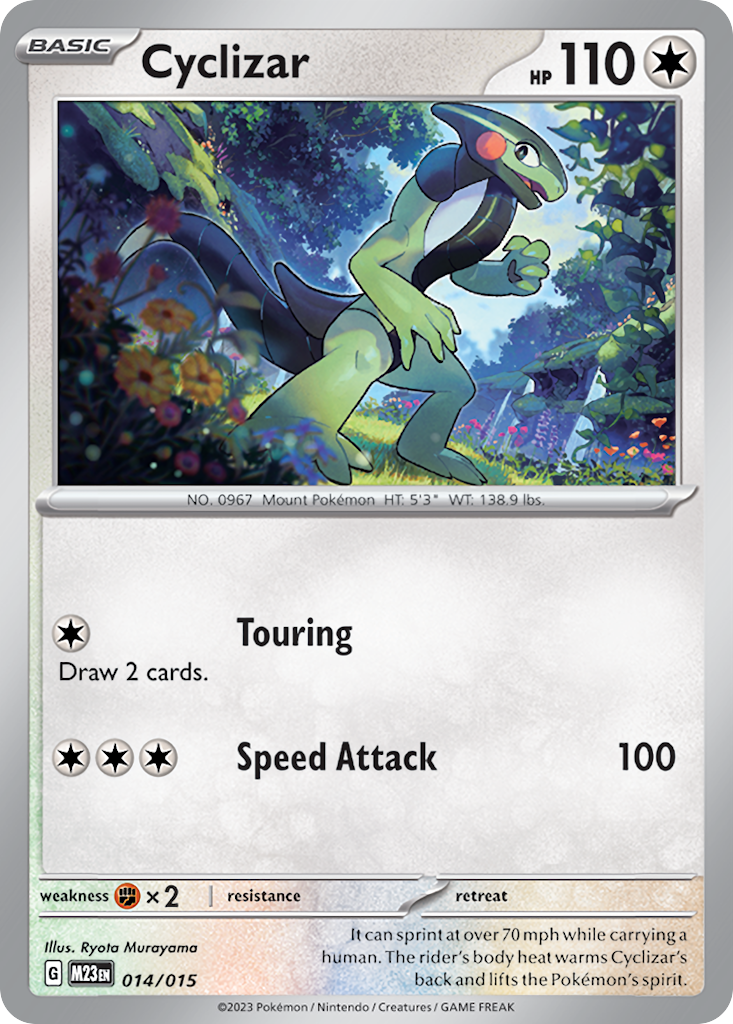 BASIC
Cyclizar
HP 110
NO. 0967 Mount Pokémon HT: 5'3" WT: 138.9 lbs.
Touring
Draw 2 cards.
Speed Attack 100
weakness ×2 resistance retreat
Illus. Ryota Murayama
G M23 EN 014/015
It can sprint at over 70 mph while carrying a
human. The rider's body heat warms Cyclizar's
back and lifts the Pokémon's spirit.
©2023 Pokémon / Nintendo / Creatures / GAME FREAK